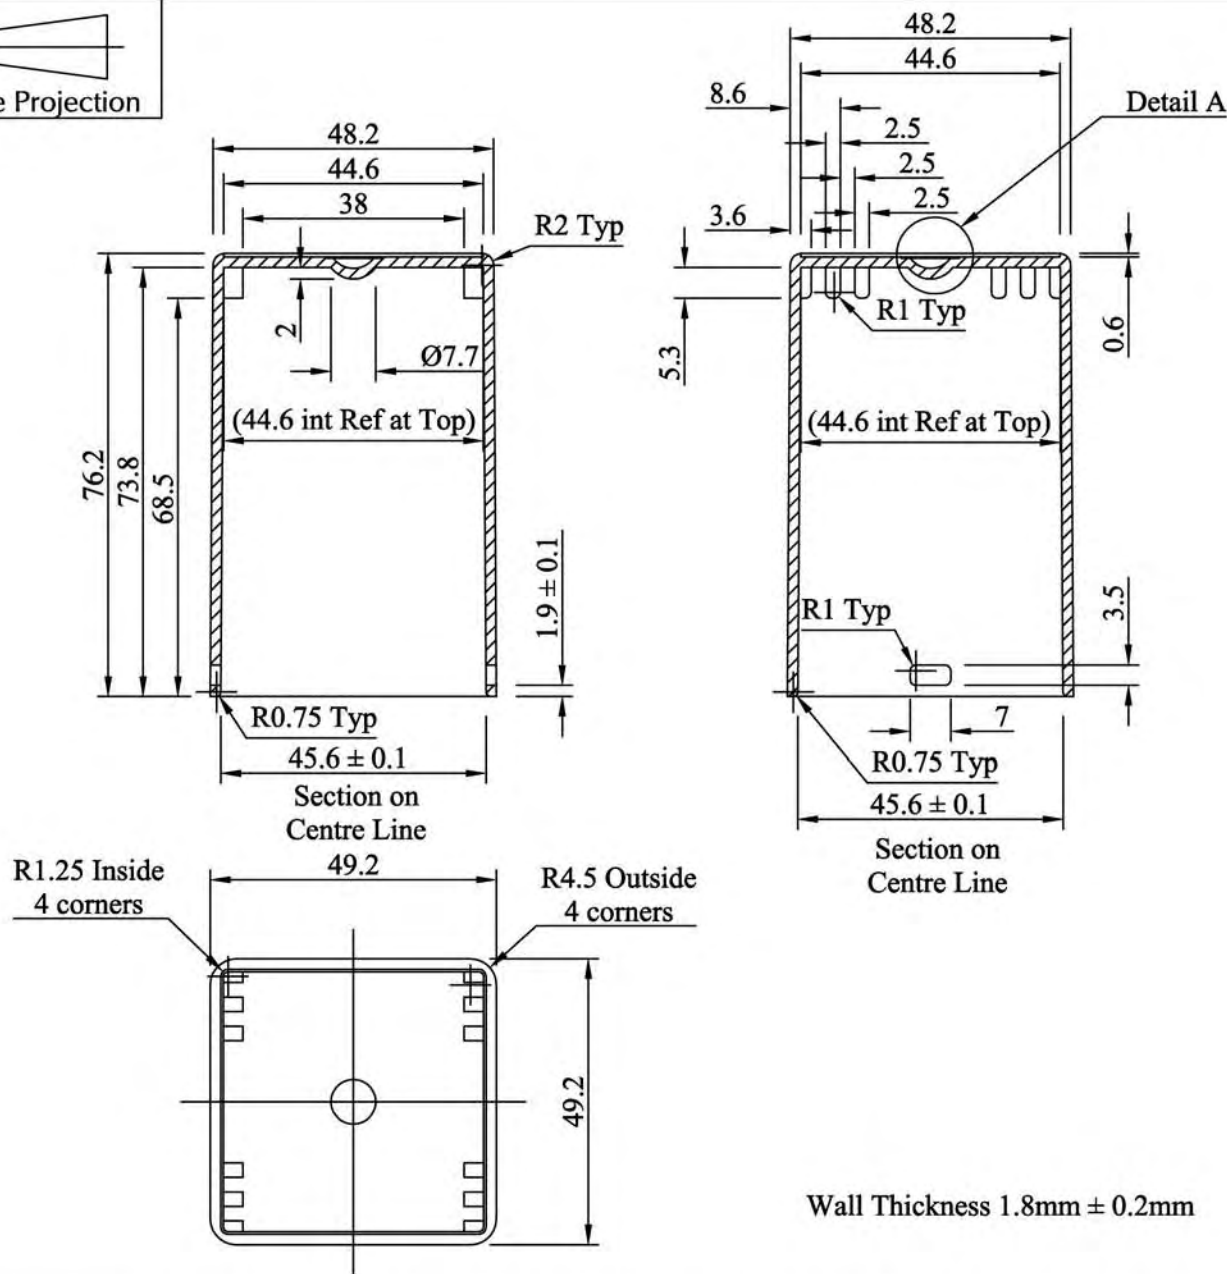 e Projection
48.2
44.6
38
R2 Typ
2
Ø7.7
(44.6 int Ref at Top)
76.2
73.8
68.5
1.9 ± 0.1
R0.75 Typ
45.6 ± 0.1
Section on
Centre Line
48.2
44.6
8.6
Detail A
2.5
2.5
2.5
3.6
R1 Typ
5.3
0.6
(44.6 int Ref at Top)
R1 Typ
3.5
7
R0.75 Typ
45.6 ± 0.1
Section on
Centre Line
R1.25 Inside
4 corners
49.2
R4.5 Outside
4 corners
49.2
Wall Thickness 1.8mm ± 0.2mm